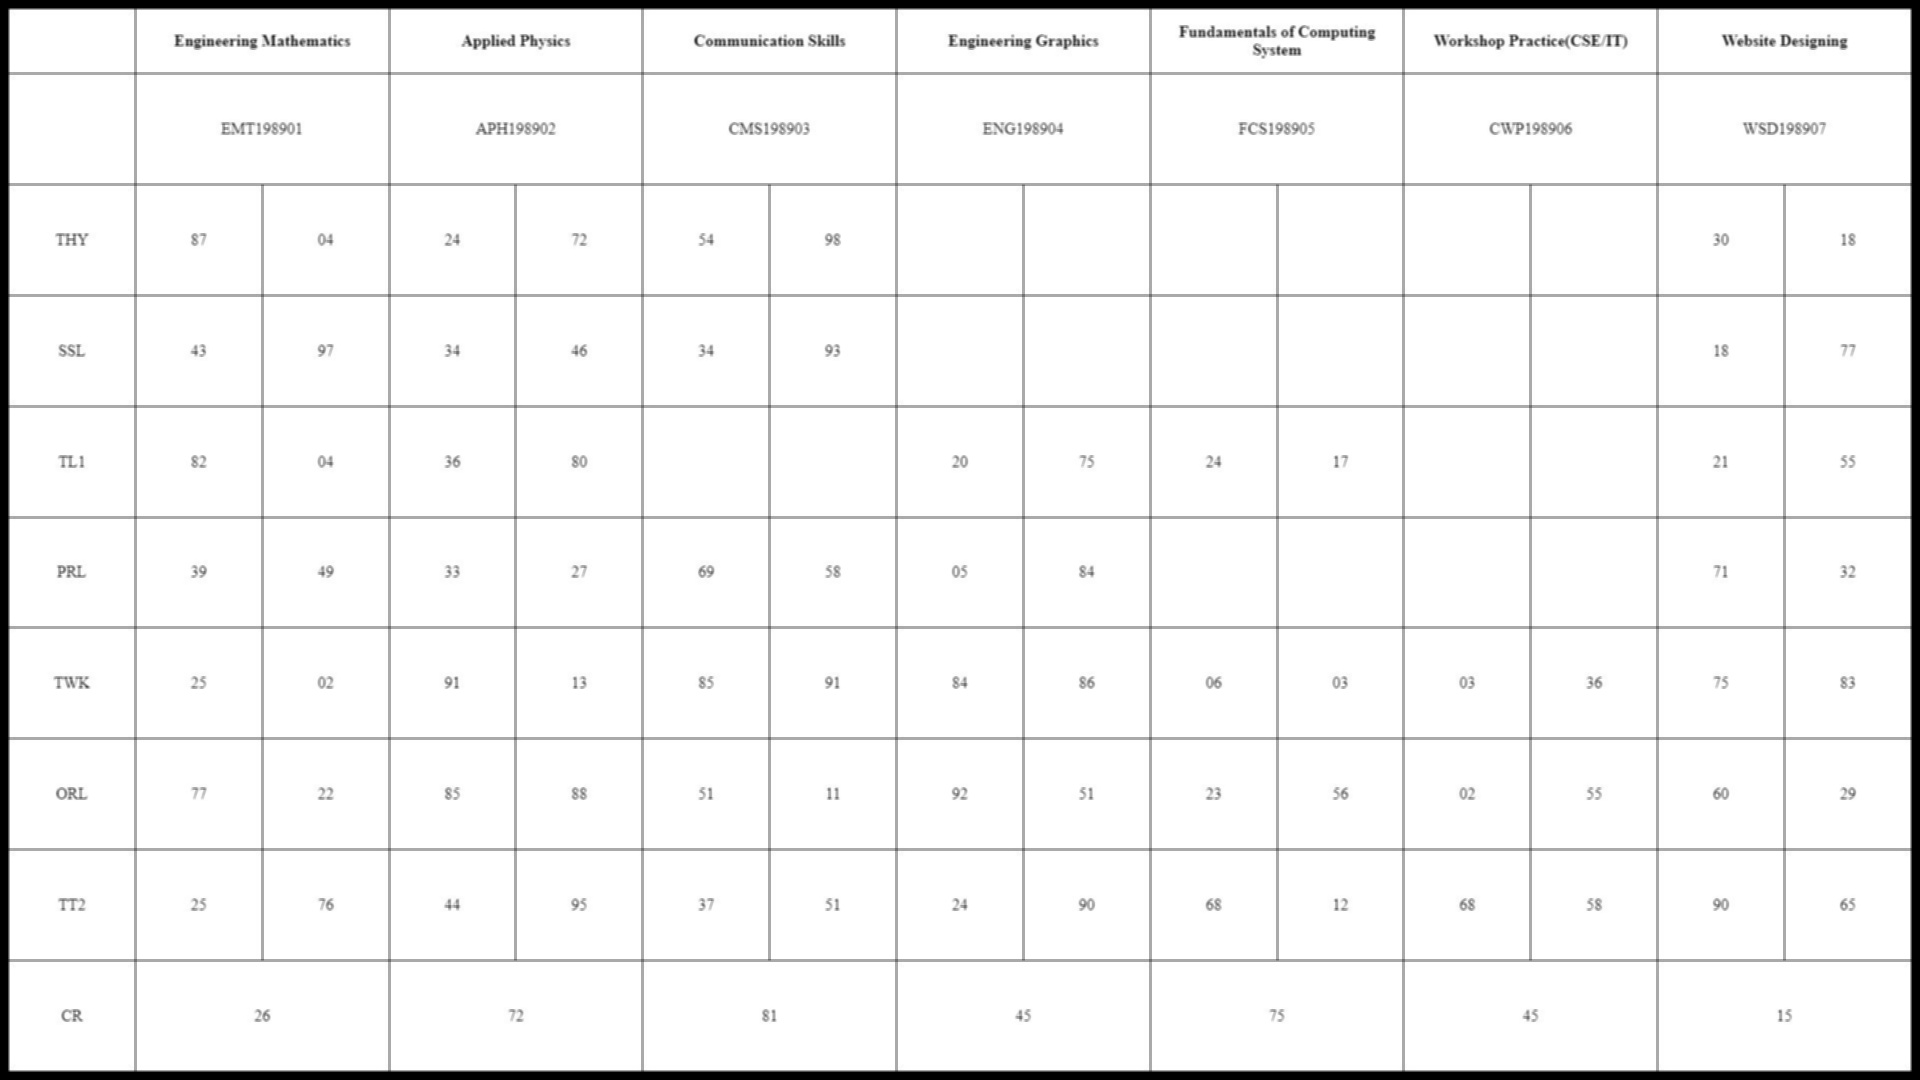 Engineering Mathematics Applied Physics Communication Skills Engineering Graphics Fundamentals of Computing System Workshop Practice(CSE/IT) Website Designing
EMT198901 APH198902 CMS198903 ENG198904 FCS198905 CWP198906 WSD198907
THY 87 04 24 72 54 98 30 18
SSL 43 97 34 46 34 93 18 77
TL1 82 04 36 80 20 75 24 17 21 55
PRL 39 49 33 27 69 58 05 84 71 32
TWK 25 02 91 13 85 91 84 86 06 03 03 36 75 83
ORL 77 22 85 88 51 11 92 51 23 56 02 55 60 29
TT2 25 76 44 95 37 51 24 90 68 12 68 58 90 65
CR 26 72 81 45 75 45 15